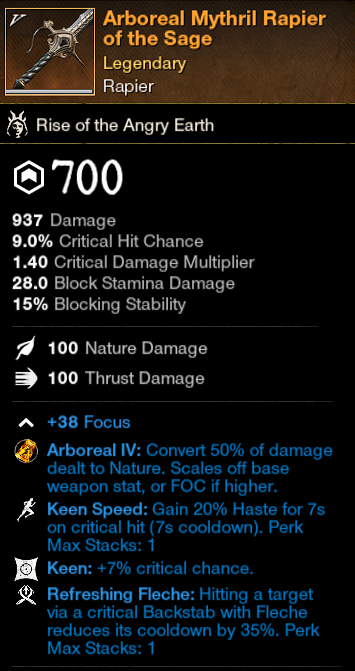 Arboreal Mythril Rapier
of the Sage
Legendary
Rapier
Rise of the Angry Earth
700
937 Damage
9.0% Critical Hit Chance
1.40 Critical Damage Multiplier
28.0 Block Stamina Damage
15% Blocking Stability
100 Nature Damage
100 Thrust Damage
+38 Focus
Arboreal IV: Convert 50% of damage
dealt to Nature. Scales off base
weapon stat, or FOC if higher.
Keen Speed: Gain 20% Haste for 7s
on critical hit (7s cooldown). Perk
Max Stacks: 1
Keen: +7% critical chance.
Refreshing Fleche: Hitting a target
via a critical Backstab with Fleche
reduces its cooldown by 35%. Perk
Max Stacks: 1